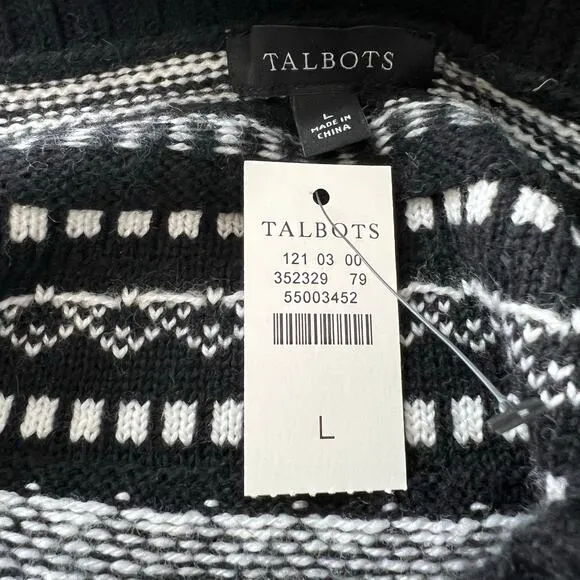 TALBOTS
L
MADE IN
CHINA
TALBOTS
121 03 00
352329 79
55003452
L